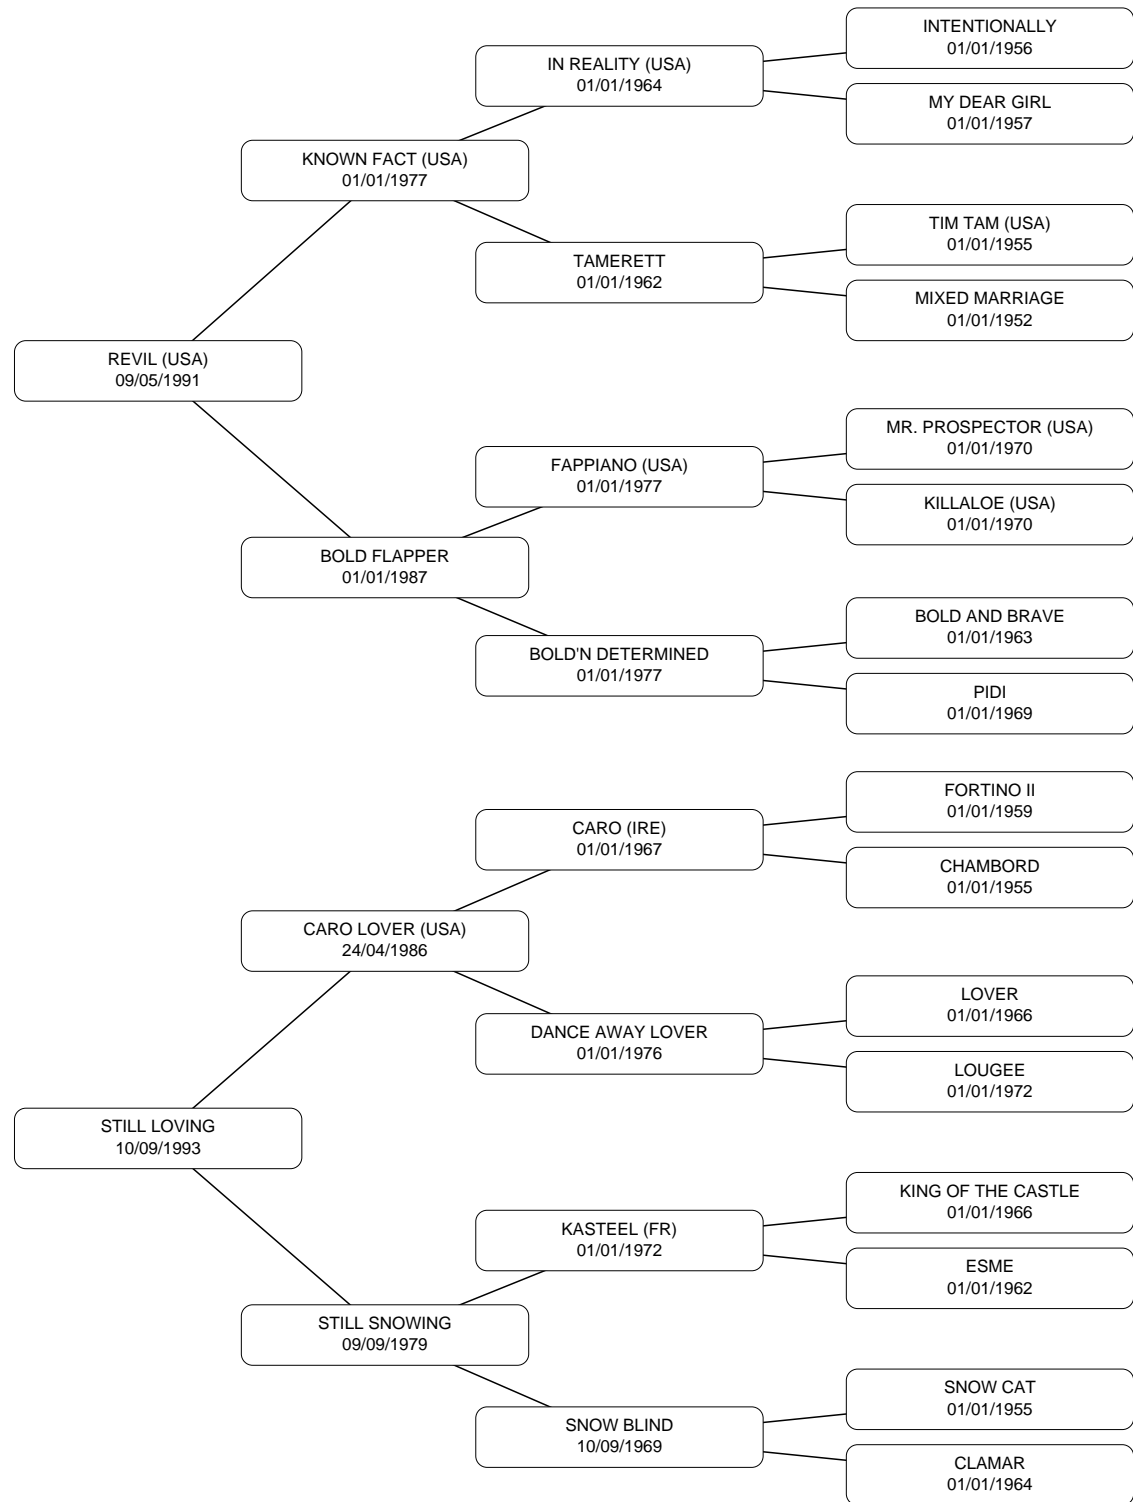 INTENTIONALLY
01/01/1956
IN REALITY (USA)
01/01/1964
MY DEAR GIRL
01/01/1957
KNOWN FACT (USA)
01/01/1977
TIM TAM (USA)
01/01/1955
TAMERETT
01/01/1962
MIXED MARRIAGE
01/01/1952
REVIL (USA)
09/05/1991
MR. PROSPECTOR (USA)
01/01/1970
FAPPIANO (USA)
01/01/1977
KILLALOE (USA)
01/01/1970
BOLD FLAPPER
01/01/1987
BOLD AND BRAVE
01/01/1963
BOLD'N DETERMINED
01/01/1977
PIDI
01/01/1969
FORTINO II
01/01/1959
CARO (IRE)
01/01/1967
CHAMBORD
01/01/1955
CARO LOVER (USA)
24/04/1986
LOVER
01/01/1966
DANCE AWAY LOVER
01/01/1976
LOUGEE
01/01/1972
STILL LOVING
10/09/1993
KING OF THE CASTLE
01/01/1966
KASTEEL (FR)
01/01/1972
ESME
01/01/1962
STILL SNOWING
09/09/1979
SNOW CAT
01/01/1955
SNOW BLIND
10/09/1969
CLAMAR
01/01/1964